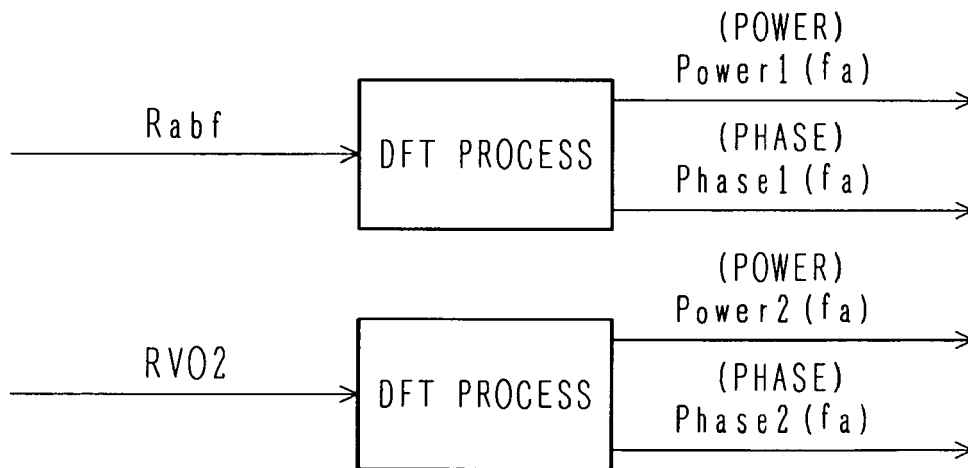 (POWER)
Power1(fa)
Rabf
DFT PROCESS
(PHASE)
Phase1(fa)
(POWER)
Power2(fa)
RVO2
DFT PROCESS
(PHASE)
Phase2(fa)